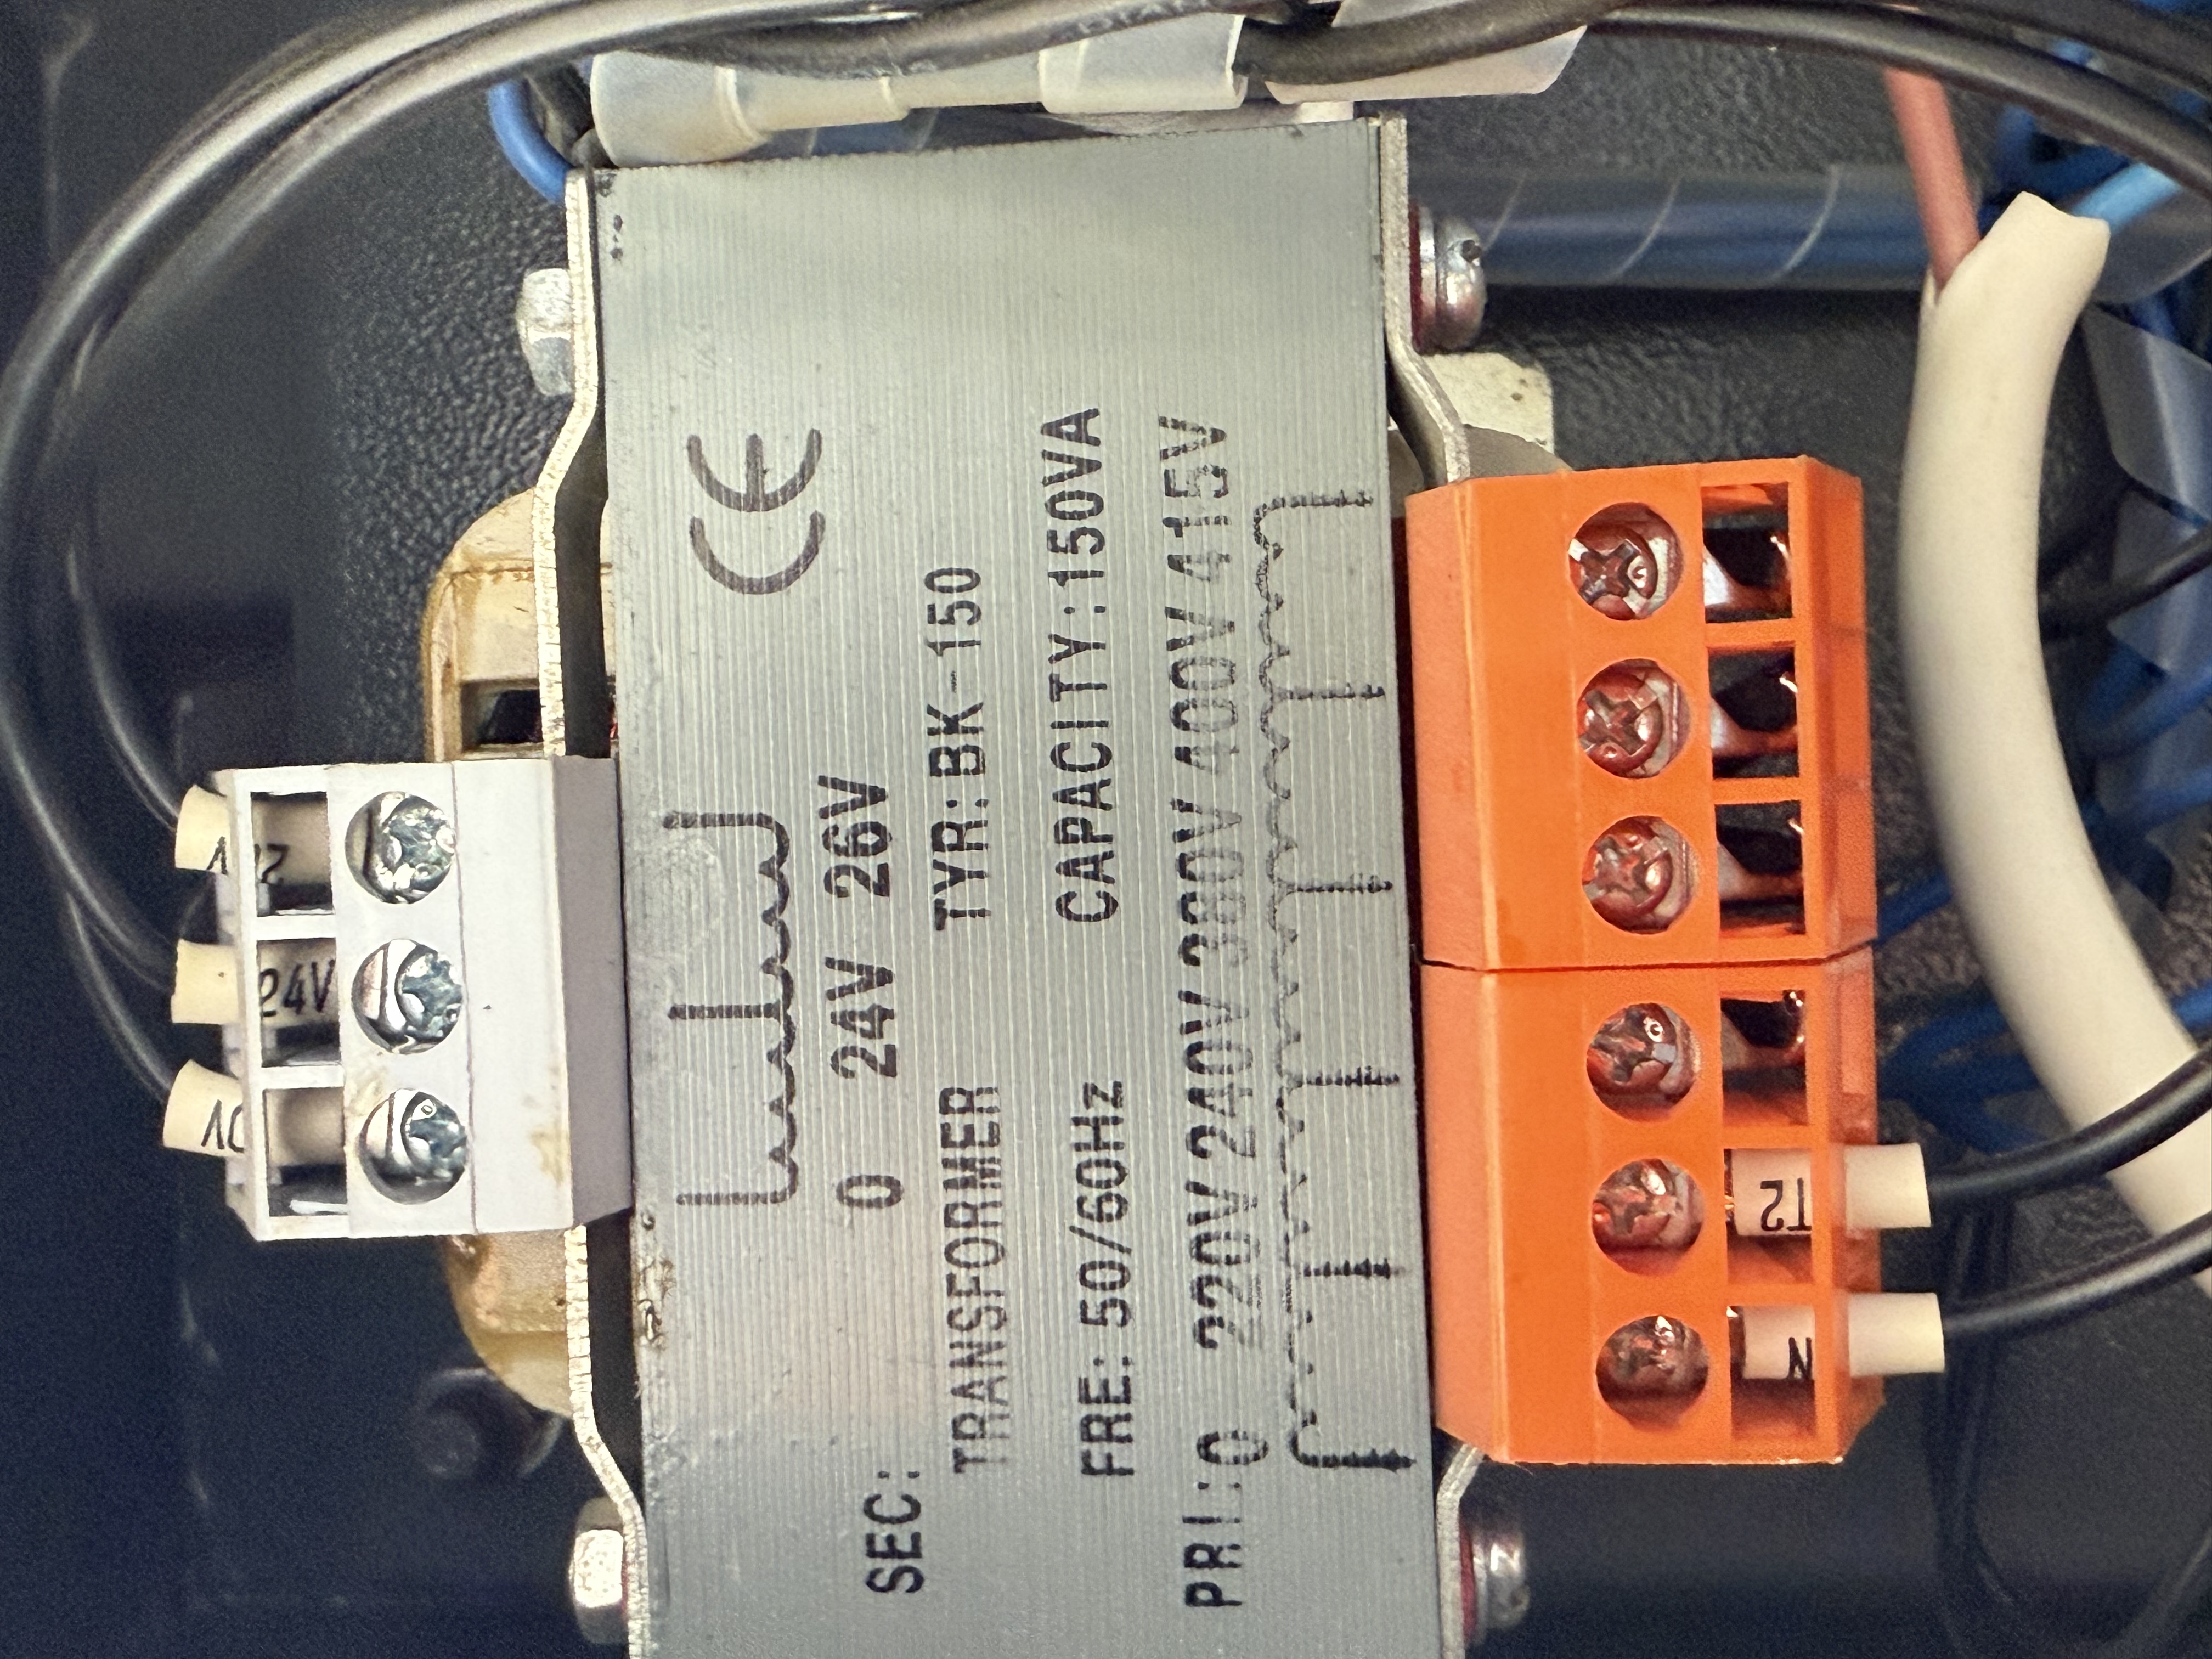 CE
0 24V 26V
SEC:
TYR:BK-150
TRANSFORMER
CAPACITY:150VA
FRE: 50/60Hz
PRI:0 220V 240V 380V 400V 415V
24V
0V
T2
N